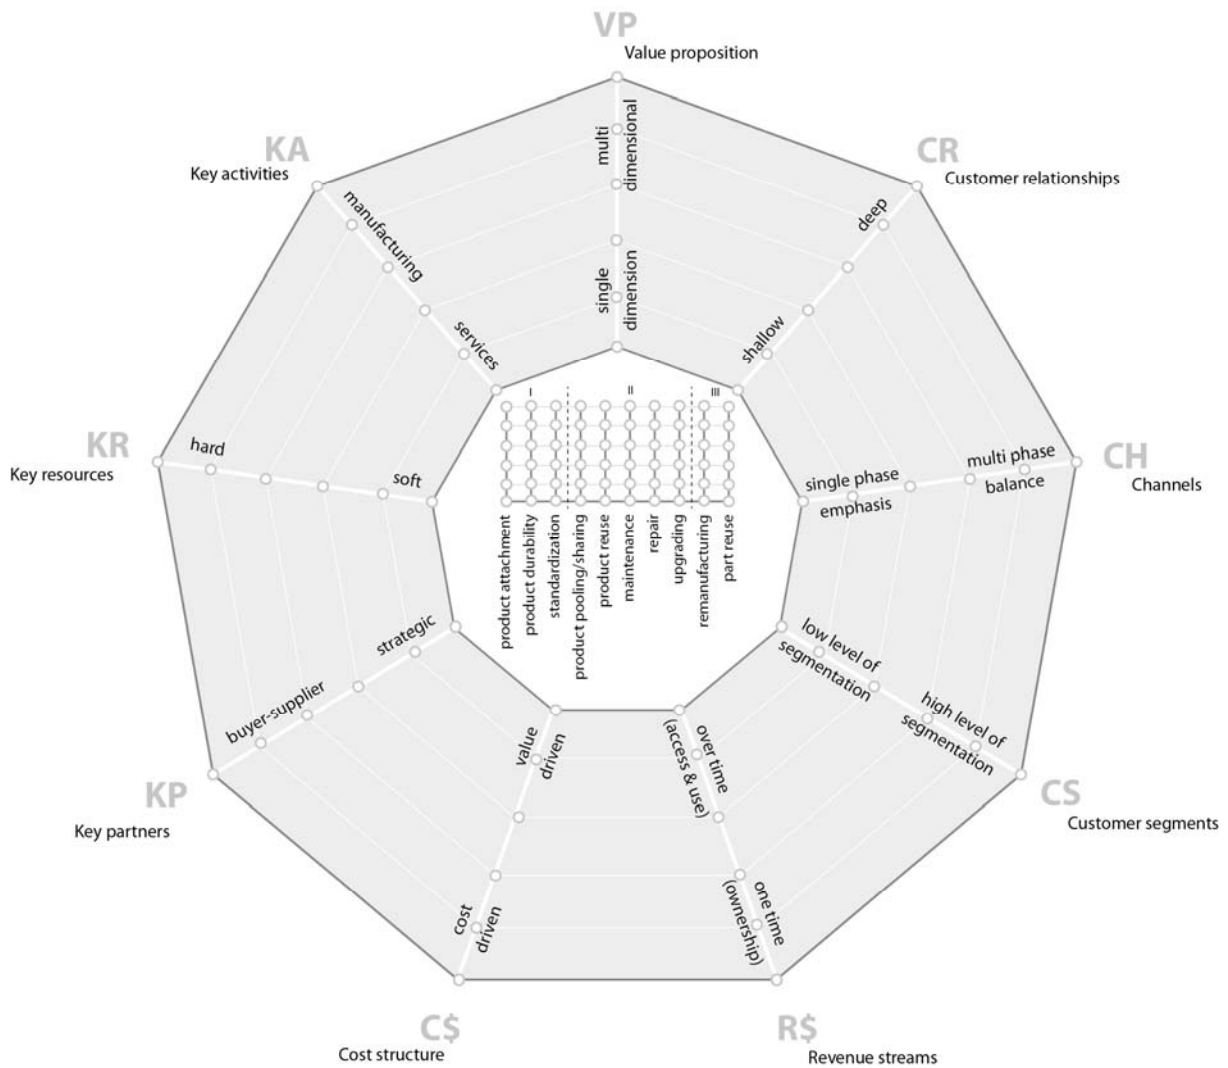 VP
Value proposition
multi
dimensional
single
dimension
CR
Customer relationships
deep
shallow
CH
Channels
multi phase
balance
single phase
emphasis
CS
Customer segments
low level of
segmentation
high level of
segmentation
R$
Revenue streams
over time
(access & use)
one time
(ownership)
C$
Cost structure
value
driven
cost
driven
KP
Key partners
strategic
buyer-supplier
KR
Key resources
hard
soft
KA
Key activities
manufacturing
services
I
II
III
product attachment
product durability
standardization
product pooling/sharing
product reuse
maintenance
repair
upgrading
remanufacturing
part reuse